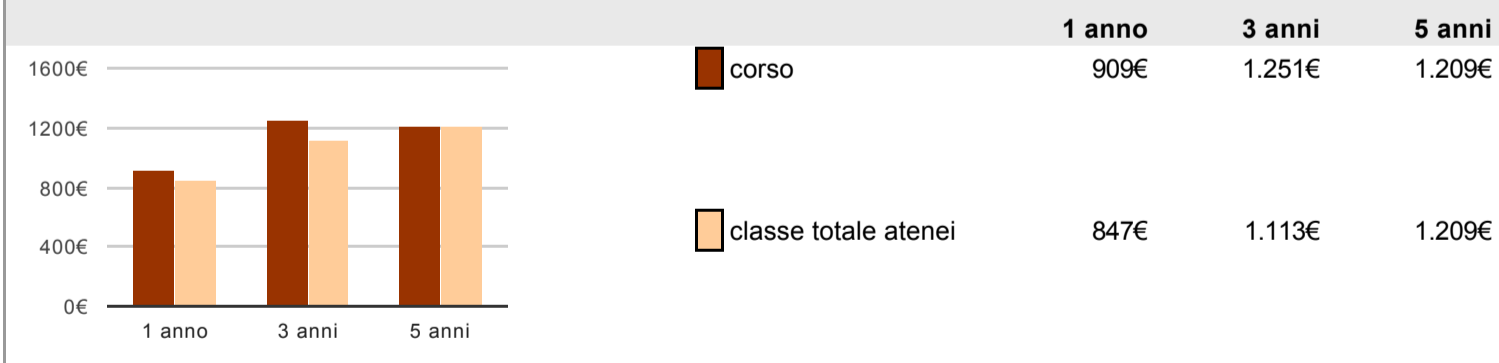 1 anno 3 anni 5 anni
1600€
1200€
800€
400€
0€
1 anno 3 anni 5 anni
corso 909€ 1.251€ 1.209€
classe totale atenei 847€ 1.113€ 1.209€